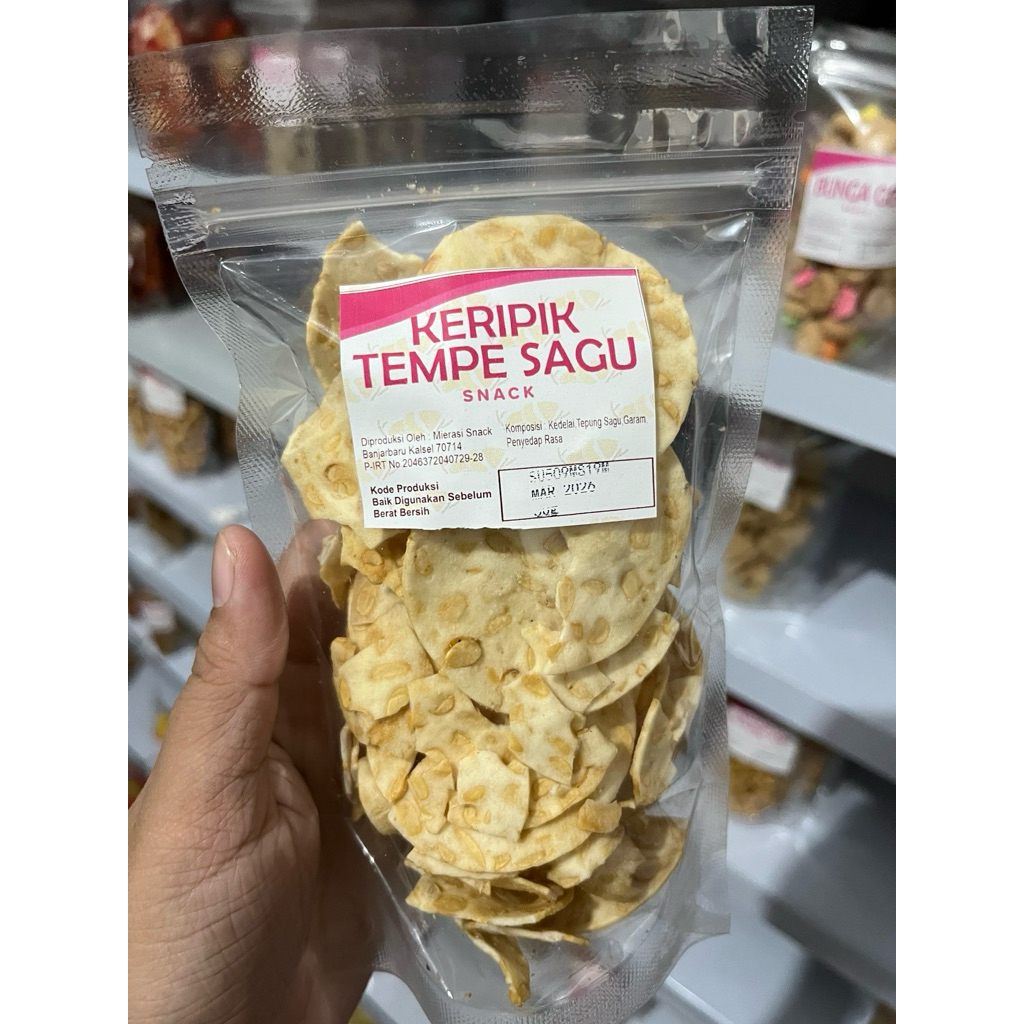 KERIPIK
TEMPE SAGU
SNACK
Diproduksi Oleh : Mierasi Snack
Banjarbaru Kalsel 70714
P-IRT No 2046372040729-28
Komposisi : Kedelai,Tepung Sagu,Garam,
Penyedap Rasa
Kode Produksi
Baik Digunakan Sebelum
Berat Bersih
MAR 2026
BUNGA